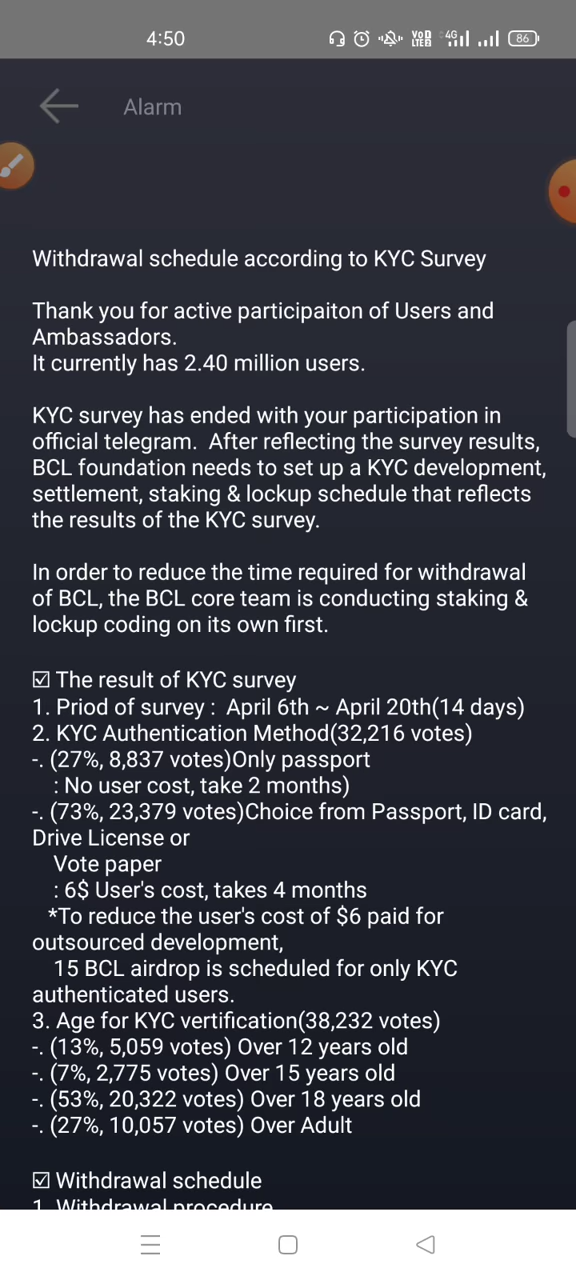 4:50
VoD
LTE2
4G
86
Alarm
Withdrawal schedule according to KYC Survey
Thank you for active participaiton of Users and
Ambassadors.
It currently has 2.40 million users.
KYC survey has ended with your participation in
official telegram.  After reflecting the survey results,
BCL foundation needs to set up a KYC development,
settlement, staking & lockup schedule that reflects
the results of the KYC survey.
In order to reduce the time required for withdrawal
of BCL, the BCL core team is conducting staking &
lockup coding on its own first.
☑ The result of KYC survey
1. Priod of survey :  April 6th ~ April 20th(14 days)
2. KYC Authentication Method(32,216 votes)
-. (27%, 8,837 votes)Only passport
: No user cost, take 2 months)
-. (73%, 23,379 votes)Choice from Passport, ID card,
Drive License or
Vote paper
: 6$ User's cost, takes 4 months
*To reduce the user's cost of $6 paid for
outsourced development,
15 BCL airdrop is scheduled for only KYC
authenticated users.
3. Age for KYC vertification(38,232 votes)
-. (13%, 5,059 votes) Over 12 years old
-. (7%, 2,775 votes) Over 15 years old
-. (53%, 20,322 votes) Over 18 years old
-. (27%, 10,057 votes) Over Adult
☑ Withdrawal schedule
1. Withdrawal procedure